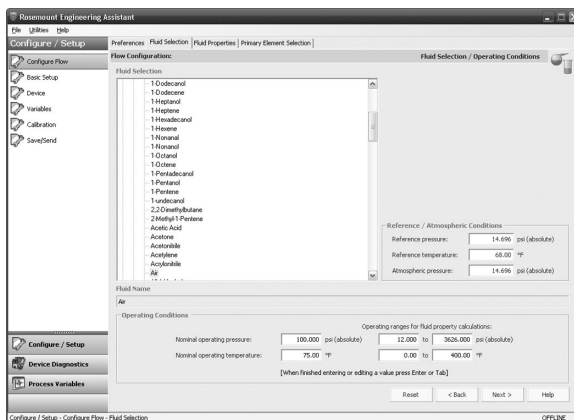 Rosemount Engineering Assistant
File Utilities Help
Configure / Setup
Preferences Fluid Selection Fluid Properties Primary Element Selection
Flow Configuration: Fluid Selection / Operating Conditions
Configure Flow
Basic Setup
Device
Variables
Calibration
Save/Send
Fluid Selection
1-Dodecanol
1-Dodecene
1-Heptanol
1-Heptene
1-Hexadecanol
1-Hexene
1-Nonanal
1-Nonanol
1-Octanol
1-Octene
1-Pentadecanol
1-Pentanol
1-Pentene
1-undecanol
2,2-Dimethylbutane
2-Methyl-1-Pentene
Acetic Acid
Acetone
Acetonitrile
Acetylene
Acrylonitrile
Air
Reference / Atmospheric Conditions
Reference pressure: 14.696 psi (absolute)
Reference temperature: 68.00 °F
Atmospheric pressure: 14.696 psi (absolute)
Fluid Name
Air
Operating Conditions
Operating ranges for fluid property calculations:
Nominal operating pressure: 100.000 psi (absolute) 12.000 to 3626.000 psi (absolute)
Nominal operating temperature: 75.00 °F 0.00 to 400.00 °F
[When finished entering or editing a value press Enter or Tab]
Configure / Setup
Device Diagnostics
Process Variables
Reset < Back Next > Help
Configure / Setup - Configure Flow - Fluid Selection OFFLINE